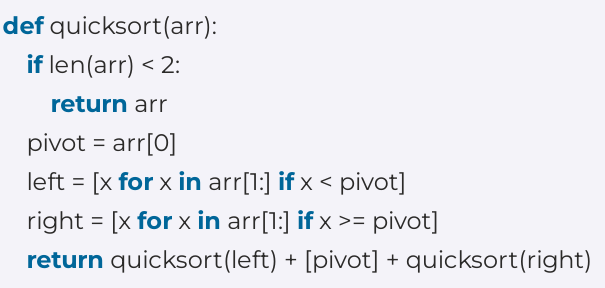 def quicksort(arr):
if len(arr) < 2:
return arr
pivot = arr[0]
left = [x for x in arr[1:] if x < pivot]
right = [x for x in arr[1:] if x >= pivot]
return quicksort(left) + [pivot] + quicksort(right)